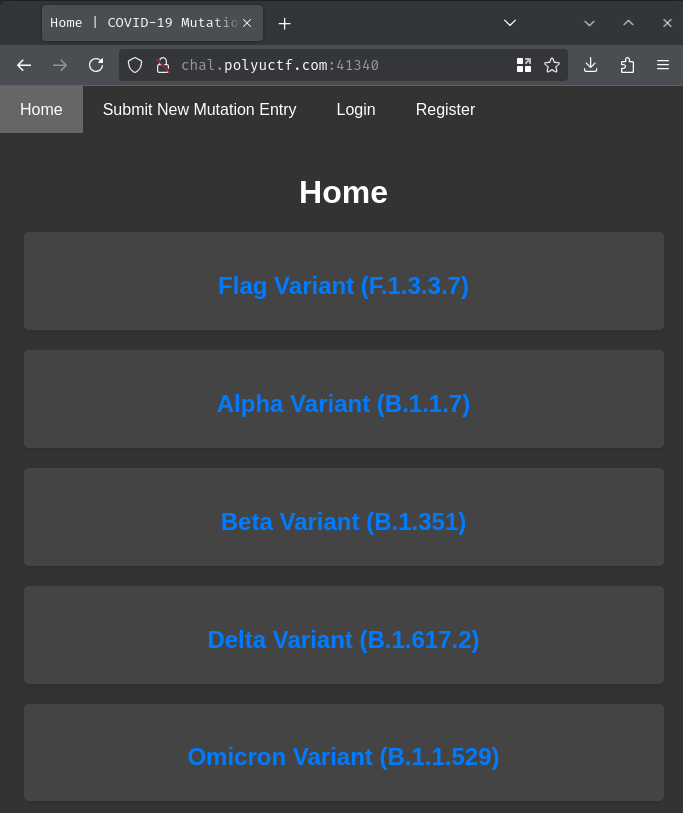 Home | COVID-19 Mutatio
chal.polyuctf.com:41340
Home Submit New Mutation Entry Login Register
Home
Flag Variant (F.1.3.3.7)
Alpha Variant (B.1.1.7)
Beta Variant (B.1.351)
Delta Variant (B.1.617.2)
Omicron Variant (B.1.1.529)